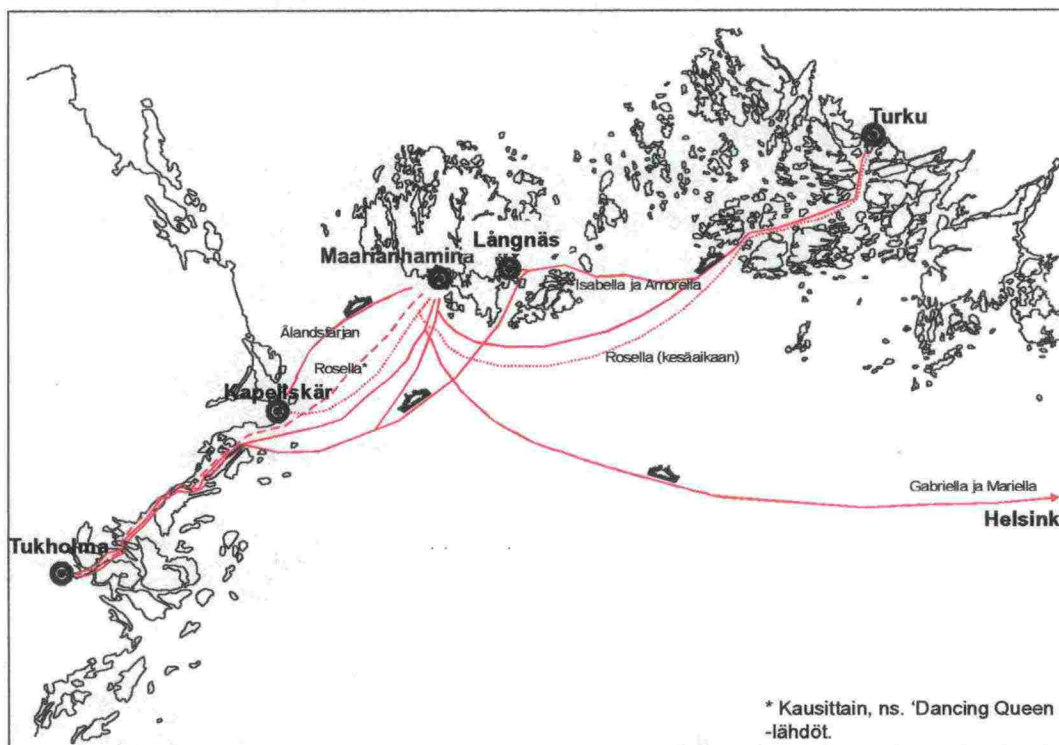 Turku
Långnäs
Maarianhamina
Isabella ja Amorella
Ålandsfärjan
Rosella (kesäaikaan)
Rosella*
Kapellskär
Gabriella ja Mariella
Helsink
Tukholma
* Kausittain, ns. 'Dancing Queen
-lähdöt.